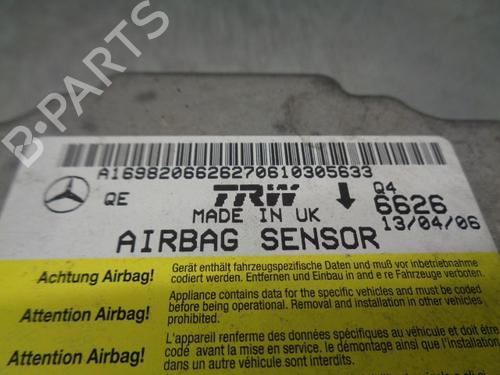 B-PARTS
A1698206626270610305633
QE
TRW
Q4
MADE IN UK
6626
13/04/06
AIRBAG SENSOR
Achtung Airbag!
Gerät enthält fahrzeugspezifische Daten und muß vor inbetriebnahme
codiert werden. Entfernen und Einbau in and e re Fahrzeuge verboten.
Attention Airbag!
Appliance contains data for the specific vehicles and must be coded
before being operational. Removal and installation in other vehicles
prohibited.
Attention Airbag!
L'appareil renferme des données spécifiques au véhicule et doit être
codé avant la mise en service. le démontage ainsi que l'installation
dans un autre véhicule sont interdits.